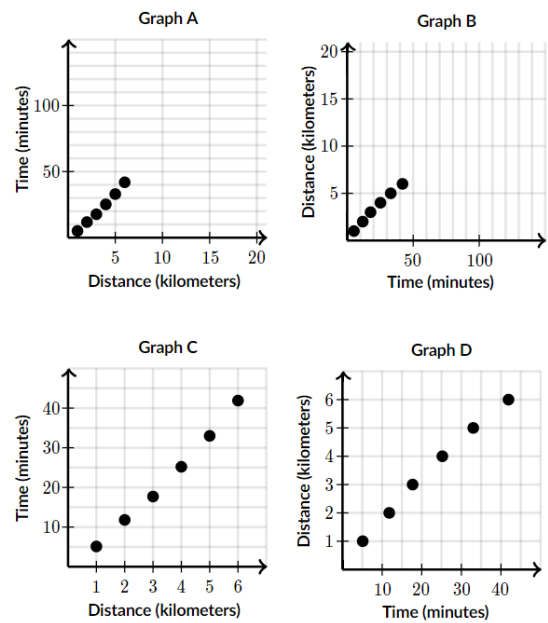 Graph A
Time (minutes)
100
50
5 10 15 20
Distance (kilometers)
Graph B
Distance (kilometers)
20
15
10
5
50 100
Time (minutes)
Graph C
Time (minutes)
40
30
20
10
1 2 3 4 5 6
Distance (kilometers)
Graph D
Distance (kilometers)
6
5
4
3
2
1
10 20 30 40
Time (minutes)